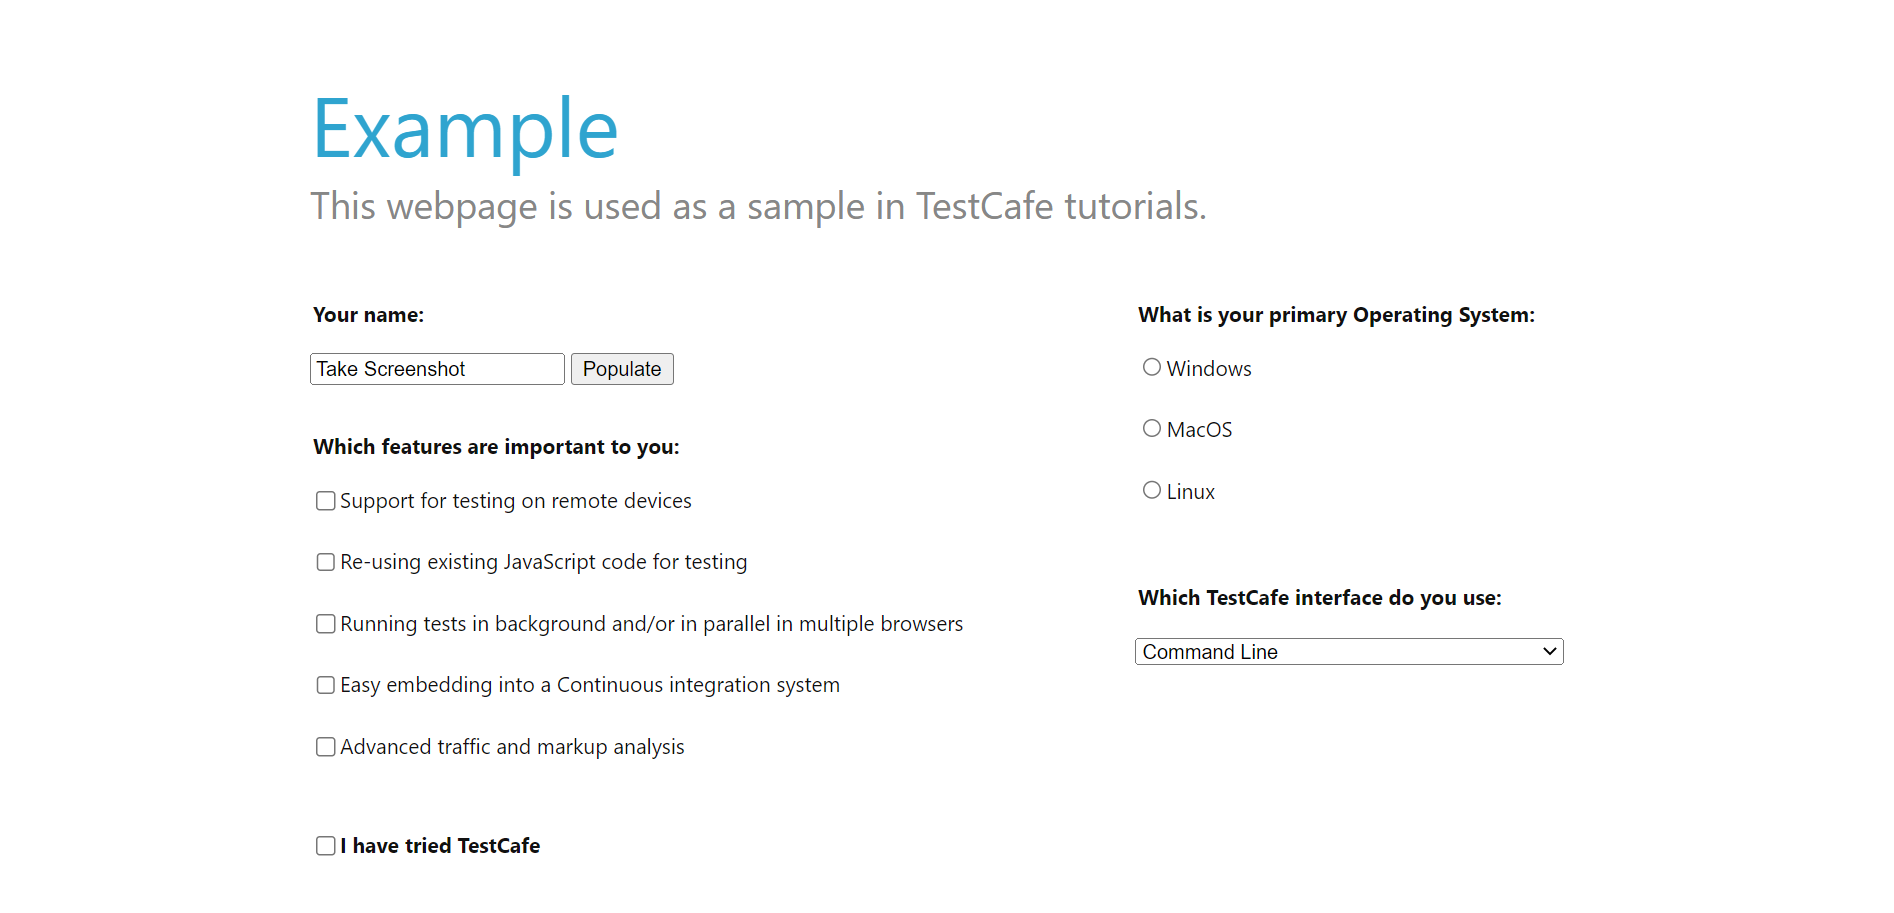 Example
This webpage is used as a sample in TestCafe tutorials.
Your name:
Take Screenshot Populate
Which features are important to you:
Support for testing on remote devices
Re-using existing JavaScript code for testing
Running tests in background and/or in parallel in multiple browsers
Easy embedding into a Continuous integration system
Advanced traffic and markup analysis
I have tried TestCafe
What is your primary Operating System:
Windows
MacOS
Linux
Which TestCafe interface do you use:
Command Line